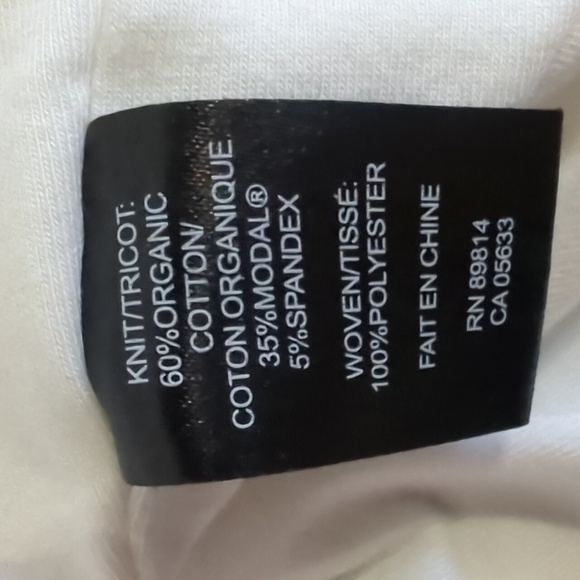 KNIT/TRICOT:
60%ORGANIC
COTTON/
COTON ORGANIQUE
35%MODAL®
5%SPANDEX
WOVEN/TISSÉ:
100%POLYESTER
FAIT EN CHINE
RN 89814
CA 05633